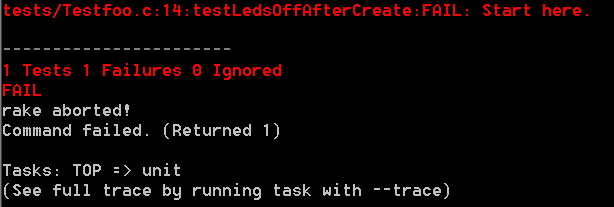 tests/Testfoo.c:14:testLedsOffAfterCreate:FAIL: Start here.
-----------------------
1 Tests 1 Failures 0 Ignored
FAIL
rake aborted!
Command failed. (Returned 1)
Tasks: TOP => unit
(See full trace by running task with --trace)